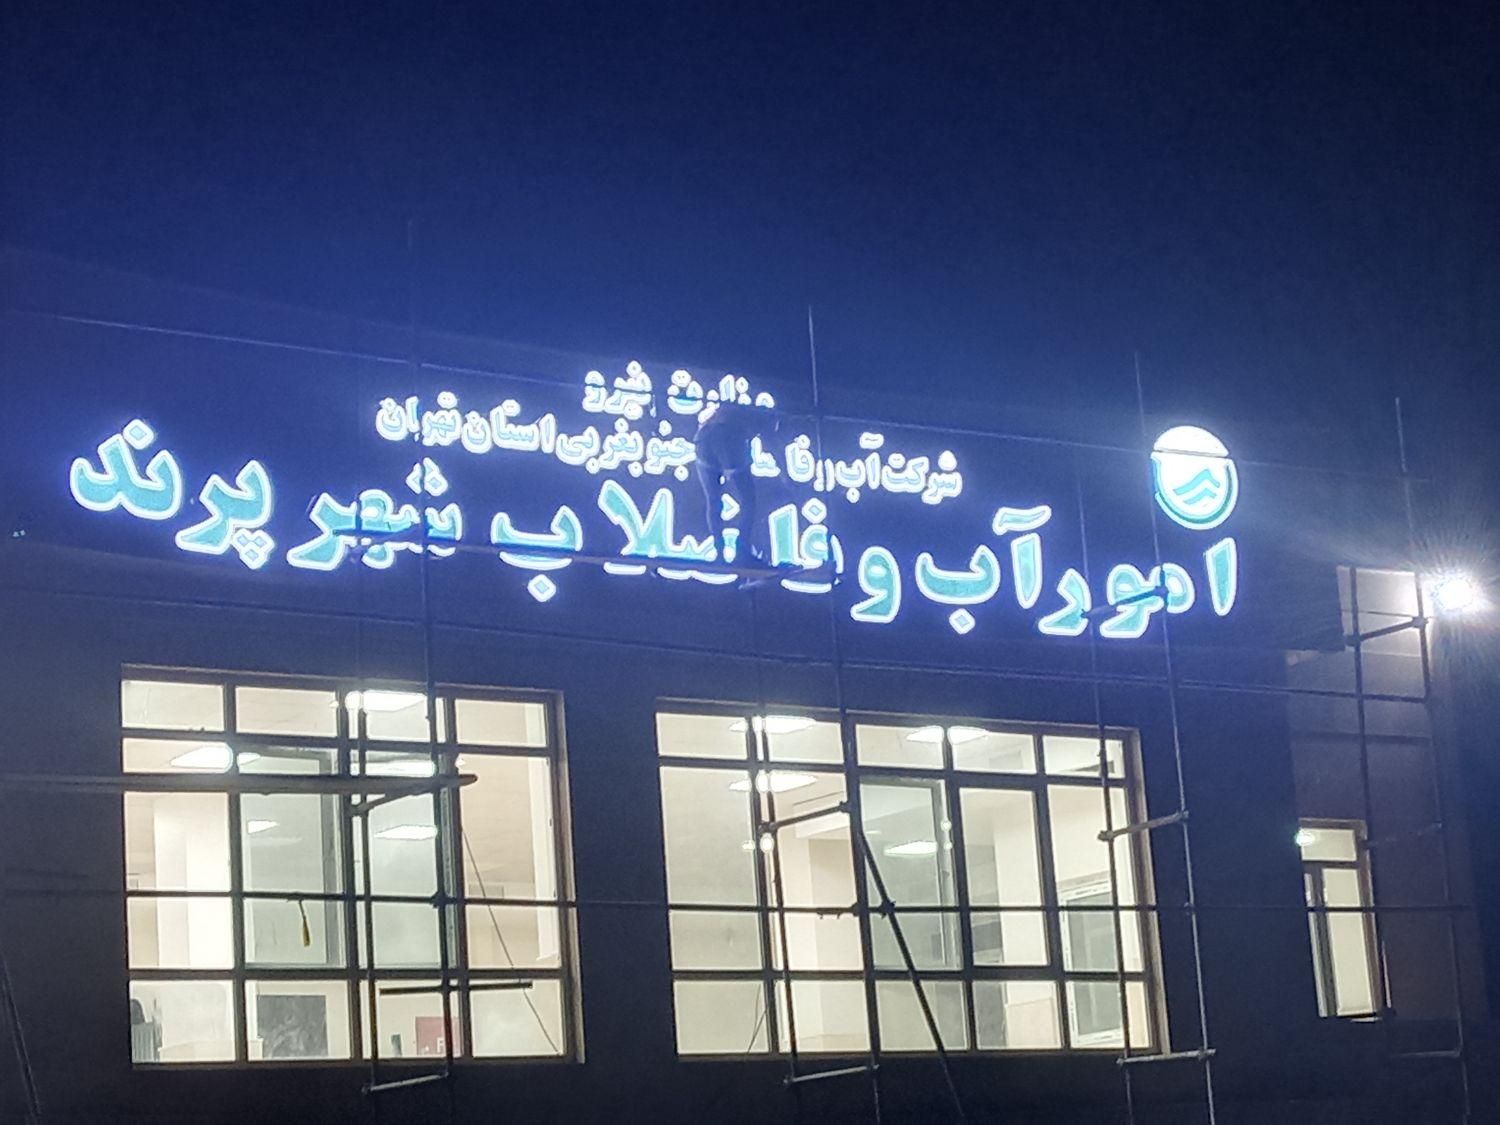 وزارت نیرو
شرکت آب و فاضلاب جنوبغربی استان تهران
امور آب و فاضلاب شهر پرند